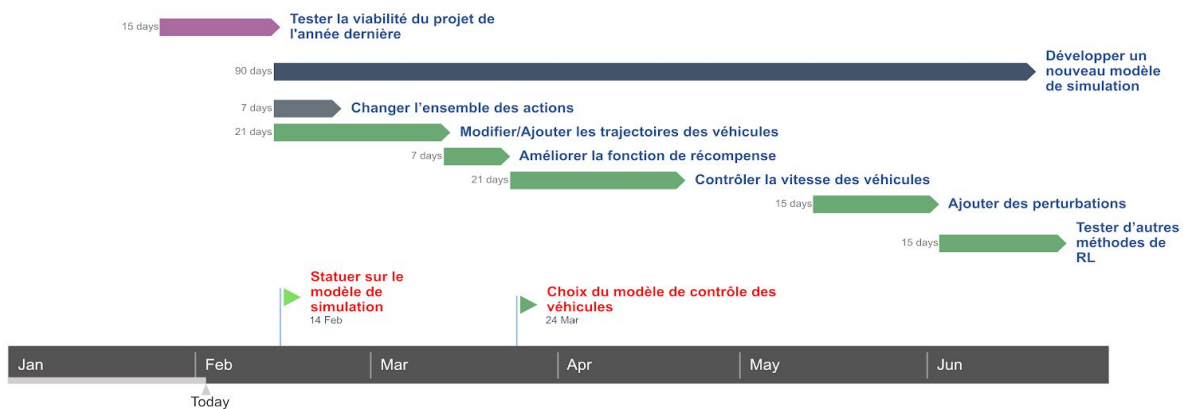 15 days
Tester la viabilité du projet de
l'année dernière
90 days
Développer un
nouveau modèle
de simulation
7 days
Changer l’ensemble des actions
21 days
Modifier/Ajouter les trajectoires des véhicules
7 days
Améliorer la fonction de récompense
21 days
Contrôler la vitesse des véhicules
15 days
Ajouter des perturbations
15 days
Tester d’autres
méthodes de
RL
Statuer sur le
modèle de
simulation
14 Feb
Choix du modèle de contrôle des
véhicules
24 Mar
Jan
Feb
Mar
Apr
May
Jun
Today